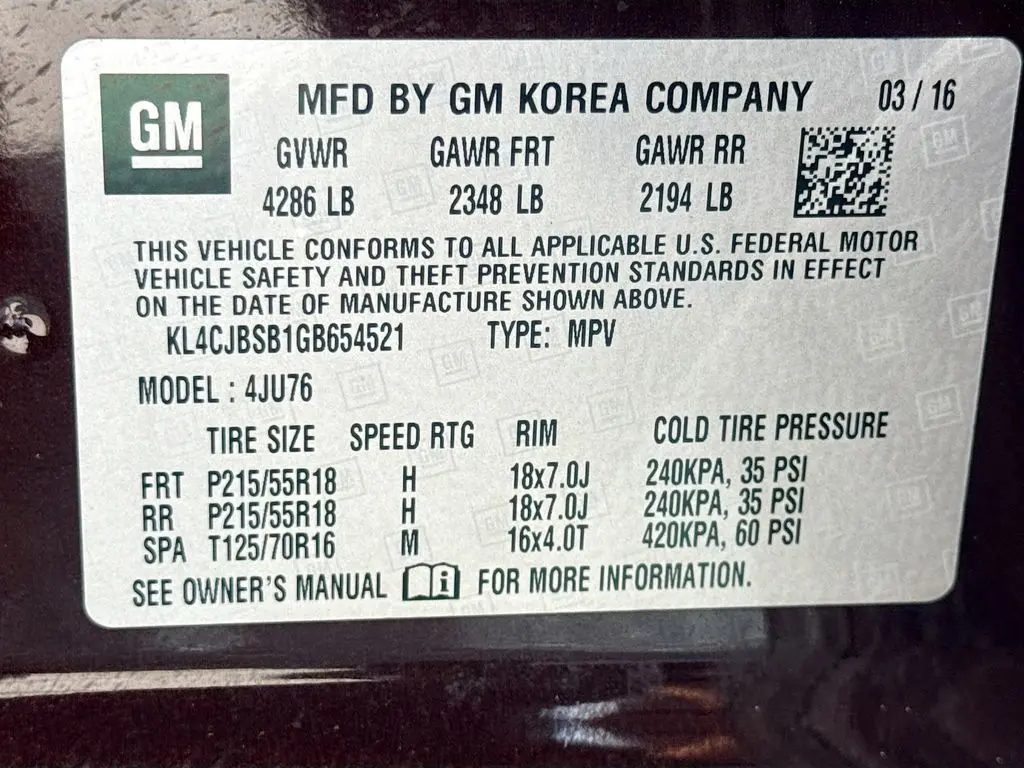 GM
MFD BY GM KOREA COMPANY 03 / 16
GVWR GAWR FRT GAWR RR
4286 LB 2348 LB 2194 LB
THIS VEHICLE CONFORMS TO ALL APPLICABLE U.S. FEDERAL MOTOR
VEHICLE SAFETY AND THEFT PREVENTION STANDARDS IN EFFECT
ON THE DATE OF MANUFACTURE SHOWN ABOVE.
KL4CJBSB1GB654521 TYPE: MPV
MODEL : 4JU76
TIRE SIZE SPEED RTG RIM COLD TIRE PRESSURE
FRT P215/55R18 H 18x7.0J 240KPA, 35 PSI
RR P215/55R18 H 18x7.0J 240KPA, 35 PSI
SPA T125/70R16 M 16x4.0T 420KPA, 60 PSI
SEE OWNER'S MANUAL i FOR MORE INFORMATION.